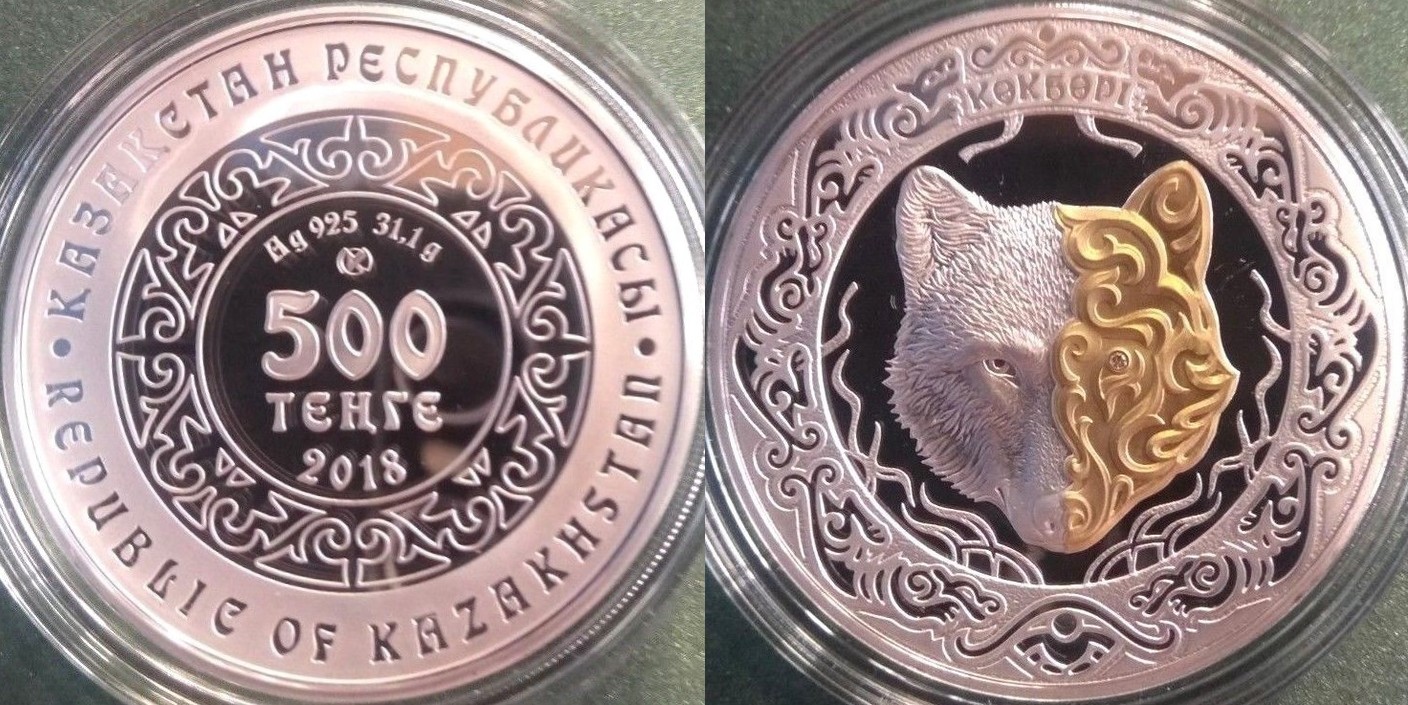 ҚАЗАҚСТАН РЕСПУБЛИКАСЫ
Ag 925 31,1 g
500
ТЕҢГЕ
2018
REPUBLIC OF KAZAKHSTAN
КӨКБӨРІ